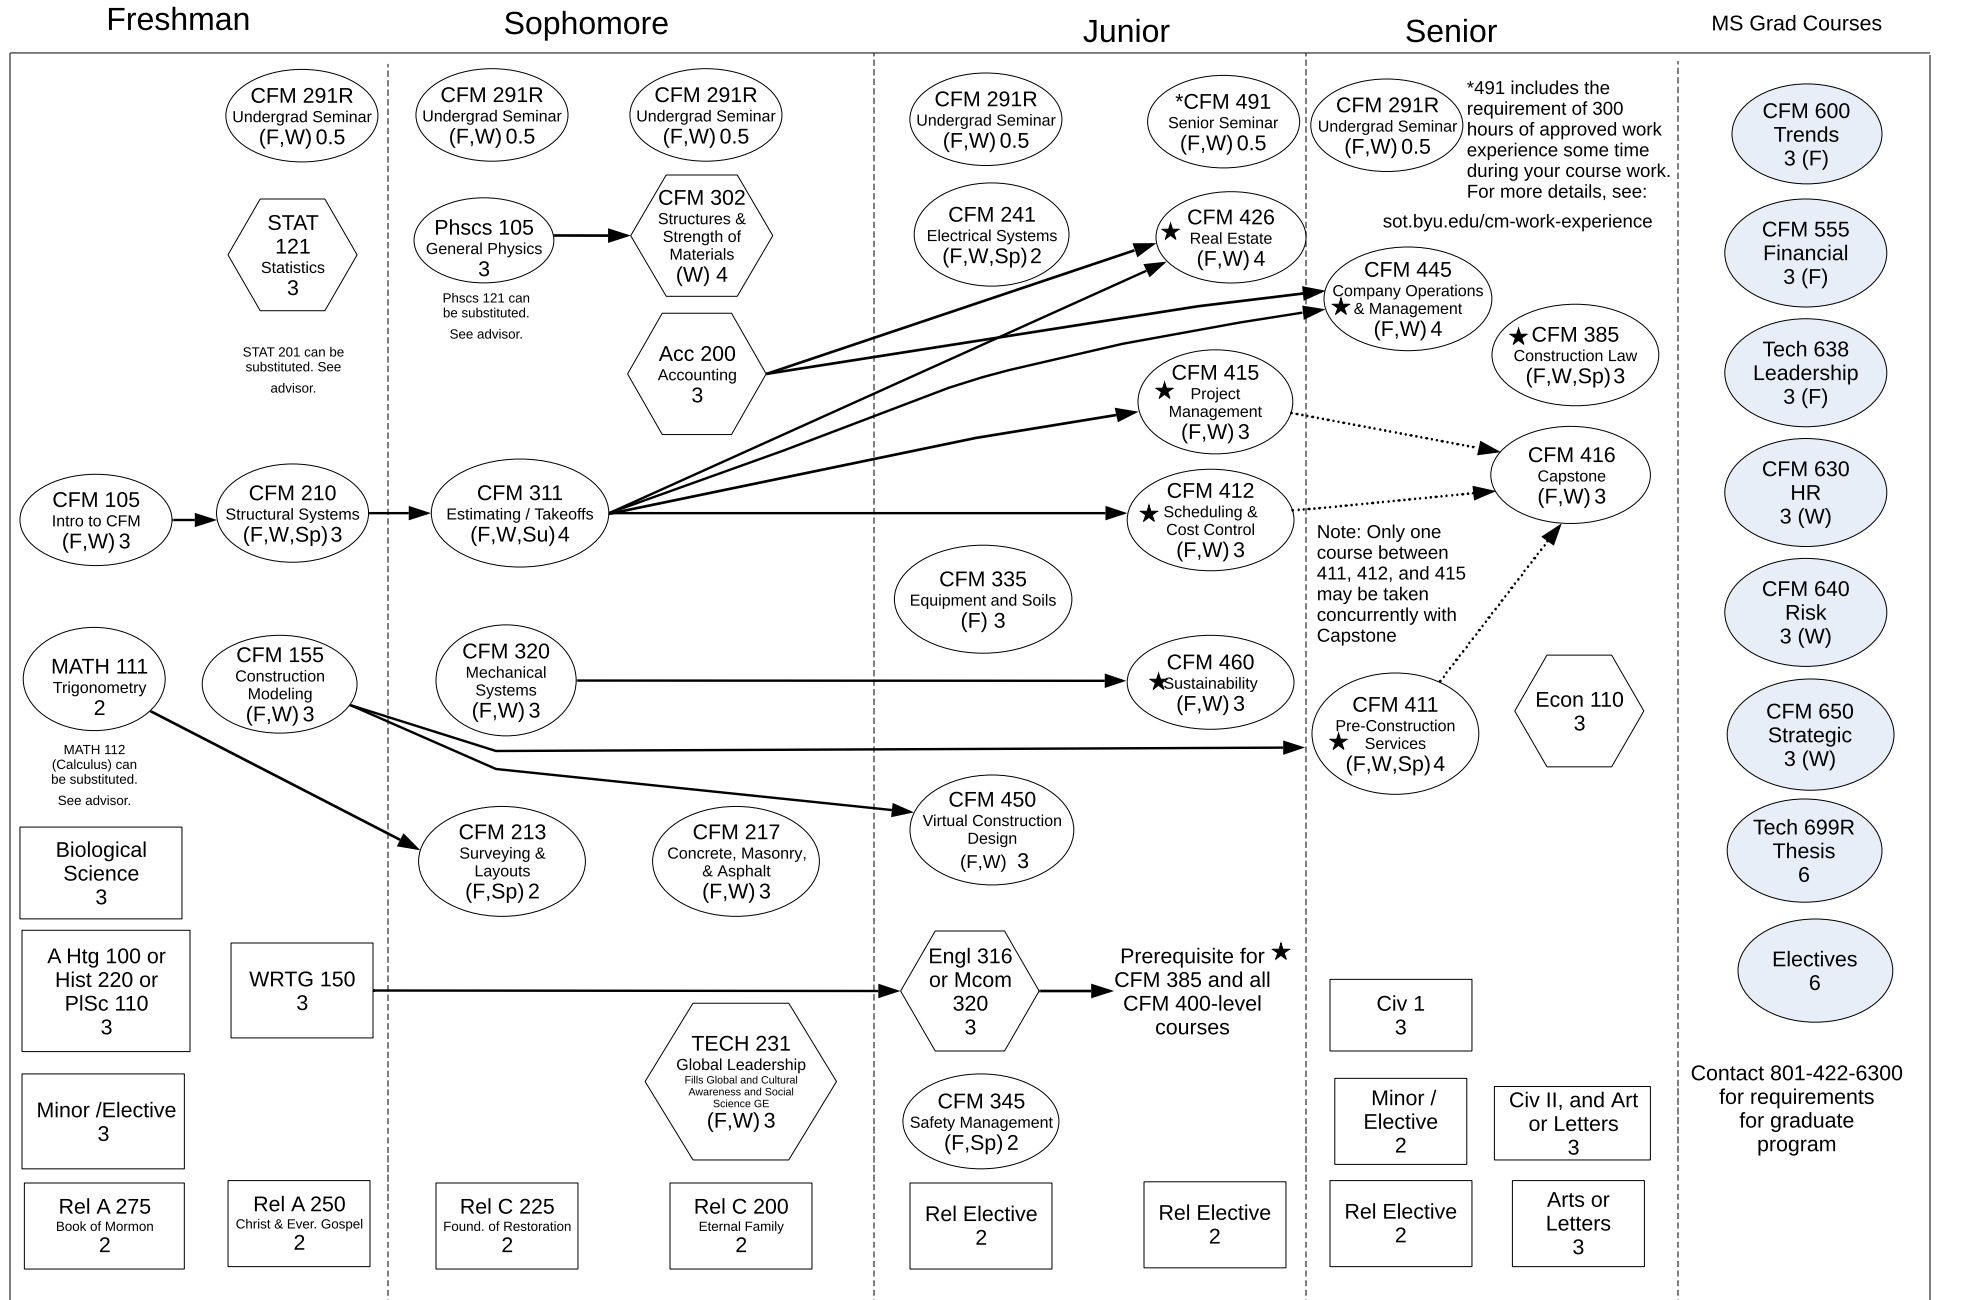 Freshman
Sophomore
Junior
Senior
MS Grad Courses
CFM 291R
Undergrad Seminar
(F,W) 0.5
STAT
121
Statistics
3
STAT 201 can be
substituted. See
advisor.
CFM 105
Intro to CFM
(F,W) 3
CFM 210
Structural Systems
(F,W,Sp) 3
MATH 111
Trigonometry
2
MATH 112
(Calculus) can
be substituted.
See advisor.
CFM 155
Construction
Modeling
(F,W) 3
Biological
Science
3
A Htg 100 or
Hist 220 or
PlSc 110
3
WRTG 150
3
Minor /Elective
3
Rel A 275
Book of Mormon
2
Rel A 250
Christ & Ever. Gospel
2
CFM 291R
Undergrad Seminar
(F,W) 0.5
CFM 291R
Undergrad Seminar
(F,W) 0.5
Phscs 105
General Physics
3
Phscs 121 can
be substituted.
See advisor.
CFM 302
Structures &
Strength of
Materials
(W) 4
Acc 200
Accounting
3
CFM 311
Estimating / Takeoffs
(F,W,Su) 4
CFM 320
Mechanical
Systems
(F,W) 3
CFM 213
Surveying &
Layouts
(F,Sp) 2
CFM 217
Concrete, Masonry,
& Asphalt
(F,W) 3
TECH 231
Global Leadership
Fills Global and Cultural
Awareness and Social
Science GE
(F,W) 3
Rel C 225
Found. of Restoration
2
Rel C 200
Eternal Family
2
CFM 291R
Undergrad Seminar
(F,W) 0.5
*CFM 491
Senior Seminar
(F,W) 0.5
CFM 241
Electrical Systems
(F,W,Sp) 2
★ CFM 426
Real Estate
(F,W) 4
CFM 415
★ Project
Management
(F,W) 3
CFM 412
★ Scheduling &
Cost Control
(F,W) 3
CFM 335
Equipment and Soils
(F) 3
CFM 460
★ Sustainability
(F,W) 3
CFM 450
Virtual Construction
Design
(F,W) 3
Engl 316
or Mcom
320
3
Prerequisite for ★
CFM 385 and all
CFM 400-level
courses
CFM 345
Safety Management
(F,Sp) 2
Rel Elective
2
Rel Elective
2
CFM 291R
Undergrad Seminar
(F,W) 0.5
*491 includes the
requirement of 300
hours of approved work
experience some time
during your course work.
For more details, see:
sot.byu.edu/cm-work-experience
CFM 445
Company Operations
★ & Management
(F,W) 4
★ CFM 385
Construction Law
(F,W,Sp) 3
CFM 416
Capstone
(F,W) 3
Note: Only one
course between
411, 412, and 415
may be taken
concurrently with
Capstone
CFM 411
Pre-Construction
★ Services
(F,W,Sp) 4
Econ 110
3
Civ 1
3
Minor /
Elective
2
Civ II, and Art
or Letters
3
Rel Elective
2
Arts or
Letters
3
CFM 600
Trends
3 (F)
CFM 555
Financial
3 (F)
Tech 638
Leadership
3 (F)
CFM 630
HR
3 (W)
CFM 640
Risk
3 (W)
CFM 650
Strategic
3 (W)
Tech 699R
Thesis
6
Electives
6
Contact 801-422-6300
for requirements
for graduate
program